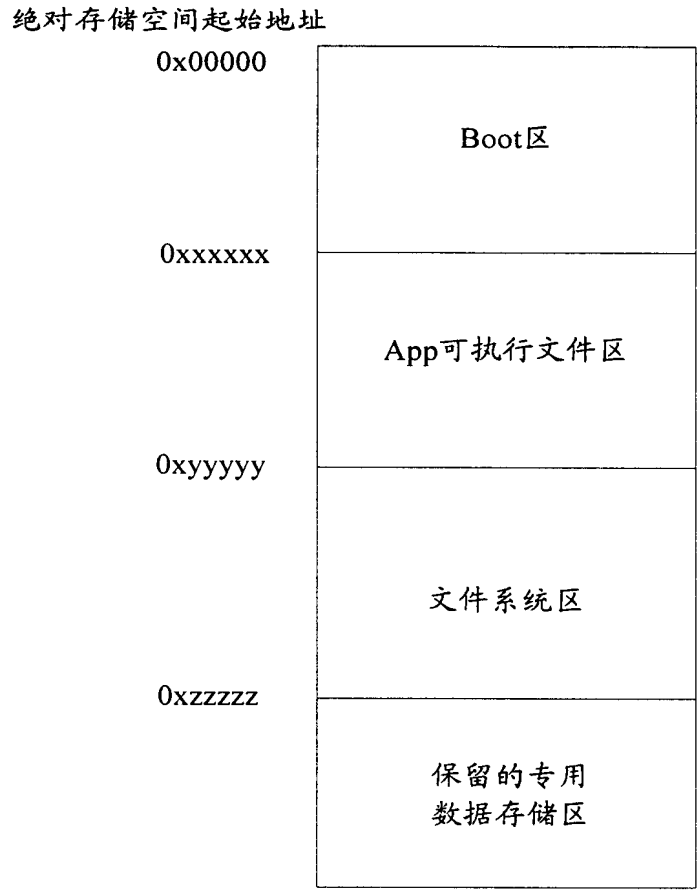 绝对存储空间起始地址
0x00000
Boot区
0xxxxxx
App可执行文件区
0xyyyyy
文件系统区
0xzzzzz
保留的专用
数据存储区